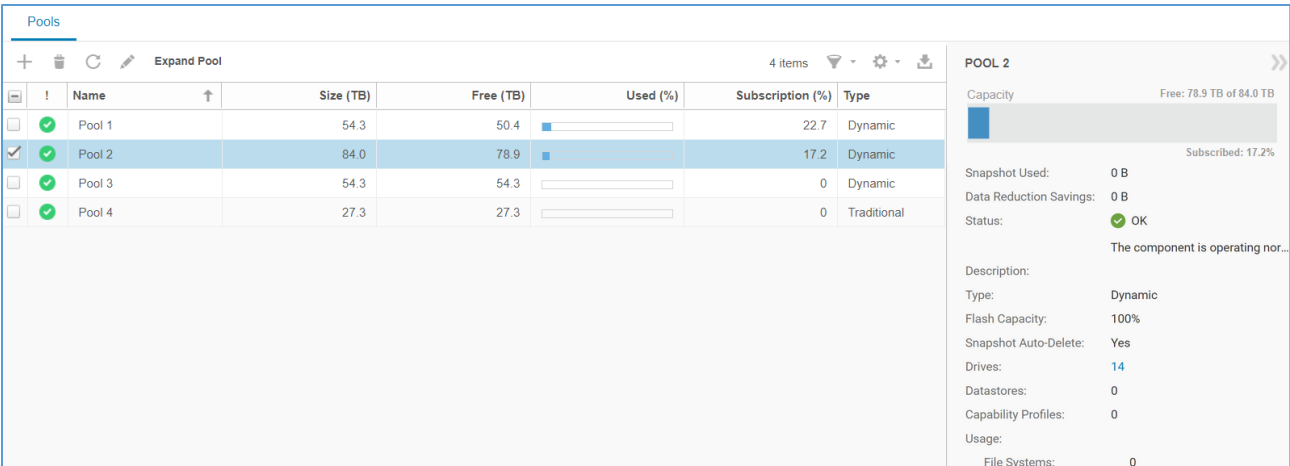 Pools
Expand Pool
4 items
! Name Size (TB) Free (TB) Used (%) Subscription (%) Type
Pool 1 54.3 50.4 22.7 Dynamic
Pool 2 84.0 78.9 17.2 Dynamic
Pool 3 54.3 54.3 0 Dynamic
Pool 4 27.3 27.3 0 Traditional
POOL 2
Capacity Free: 78.9 TB of 84.0 TB
Subscribed: 17.2%
Snapshot Used: 0 B
Data Reduction Savings: 0 B
Status: OK
The component is operating nor...
Description:
Type: Dynamic
Flash Capacity: 100%
Snapshot Auto-Delete: Yes
Drives: 14
Datastores: 0
Capability Profiles: 0
Usage:
File Systems: 0